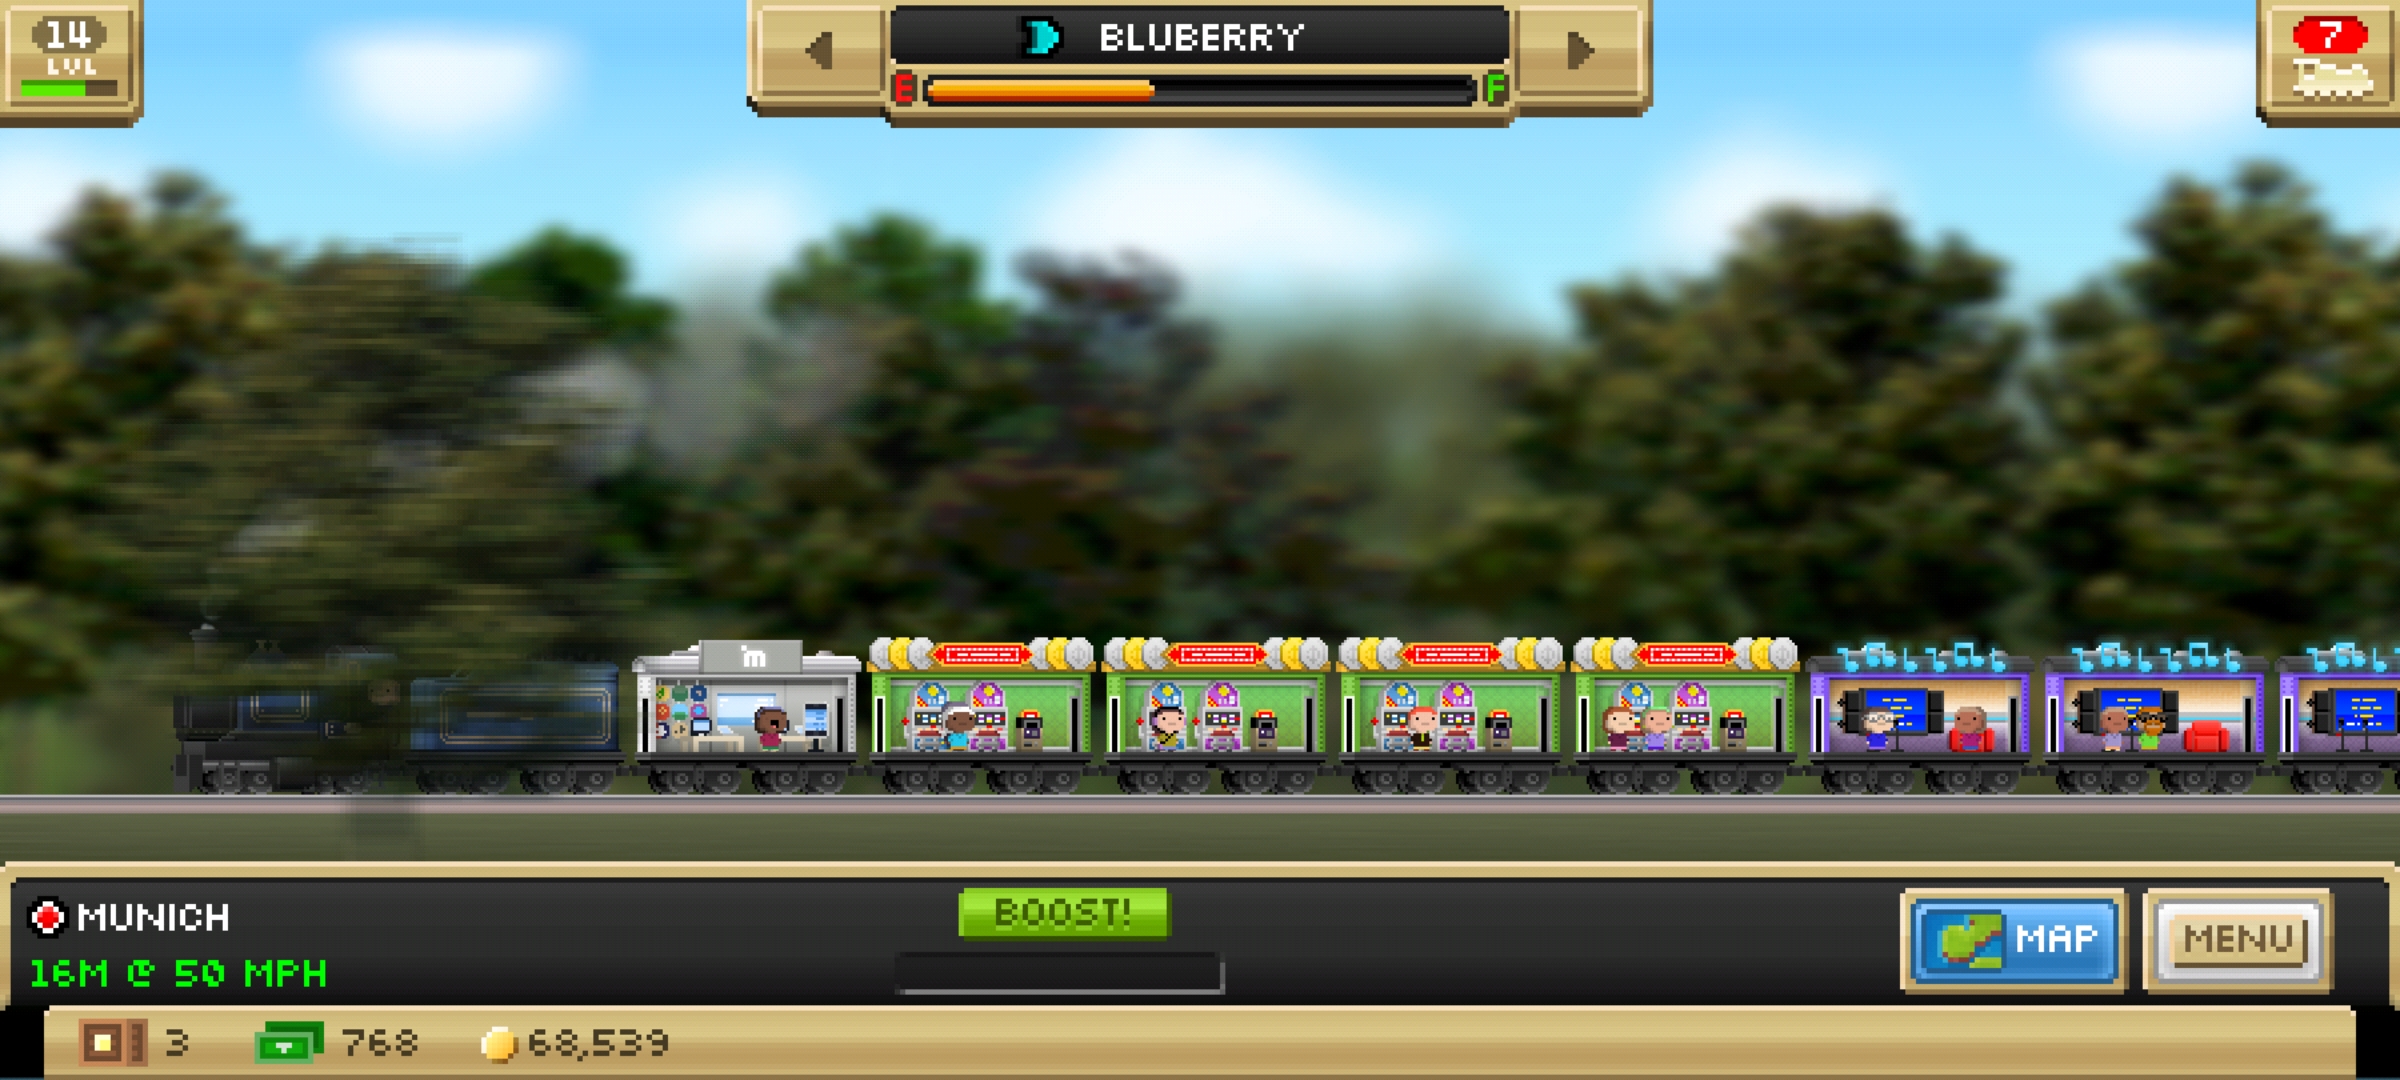 14
LVL
BLUBERRY
E F
7
m
MUNICH
16M @ 50 MPH
BOOST!
MAP
MENU
3
768
68,539